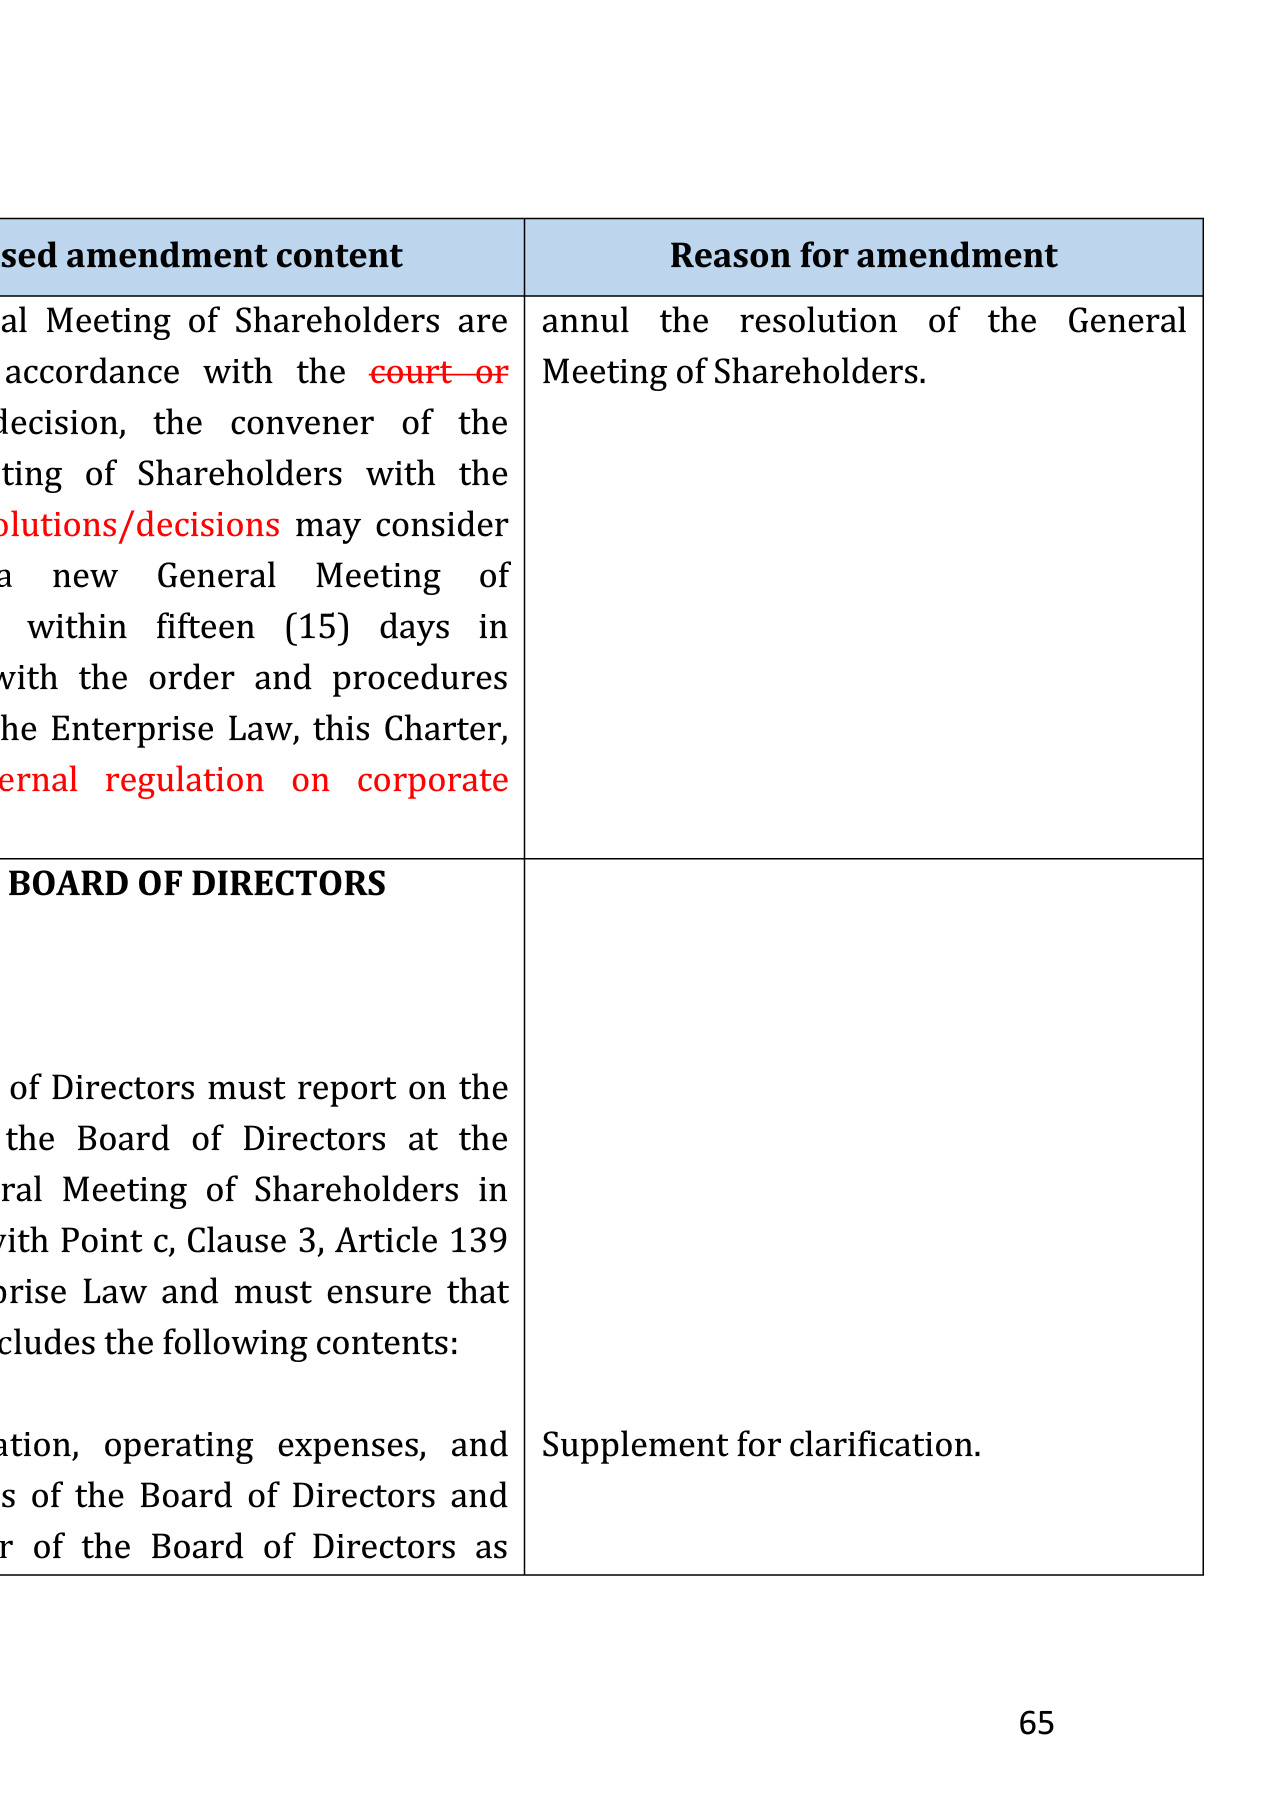 sed amendment content
Reason for amendment
al Meeting of Shareholders are
accordance with the court or
decision, the convener of the
ting of Shareholders with the
olutions/decisions may consider
a new General Meeting of
within fifteen (15) days in
with the order and procedures
he Enterprise Law, this Charter,
ernal regulation on corporate
annul the resolution of the General
Meeting of Shareholders.
BOARD OF DIRECTORS
of Directors must report on the
the Board of Directors at the
ral Meeting of Shareholders in
with Point c, Clause 3, Article 139
prise Law and must ensure that
cludes the following contents:
ation, operating expenses, and
s of the Board of Directors and
r of the Board of Directors as
Supplement for clarification.
65